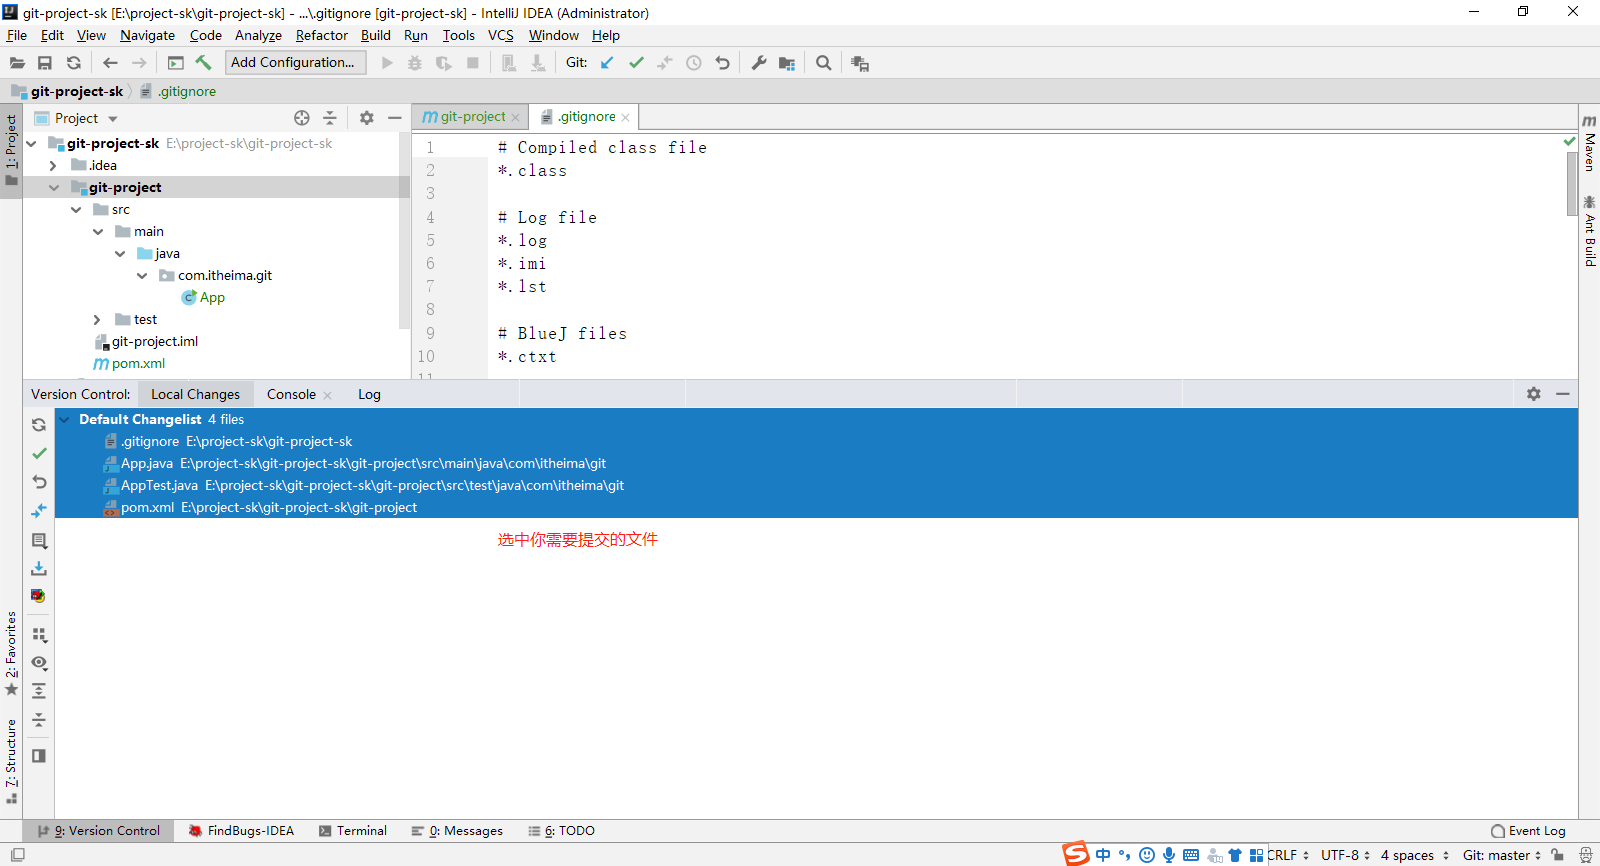 git-project-sk [E:\project-sk\git-project-sk] - ...\.gitignore [git-project-sk] - IntelliJ IDEA (Administrator)
File Edit View Navigate Code Analyze Refactor Build Run Tools VCS Window Help
Add Configuration... Git:
git-project-sk .gitignore
1: Project
Project
git-project .gitignore
git-project-sk E:\project-sk\git-project-sk
.idea
git-project
src
main
java
com.itheima.git
App
test
git-project.iml
pom.xml
1 # Compiled class file
2 *.class
3
4 # Log file
5 *.log
6 *.imi
7 *.lst
8
9 # BlueJ files
10 *.ctxt
11
Maven
Ant Build
Version Control: Local Changes Console Log
Default Changelist 4 files
.gitignore E:\project-sk\git-project-sk
App.java E:\project-sk\git-project-sk\git-project\src\main\java\com\itheima\git
AppTest.java E:\project-sk\git-project-sk\git-project\src\test\java\com\itheima\git
pom.xml E:\project-sk\git-project-sk\git-project
选中你需要提交的文件
2: Favorites
7: Structure
9: Version Control FindBugs-IDEA Terminal 0: Messages 6: TODO Event Log
中 CRLF UTF-8 4 spaces Git: master